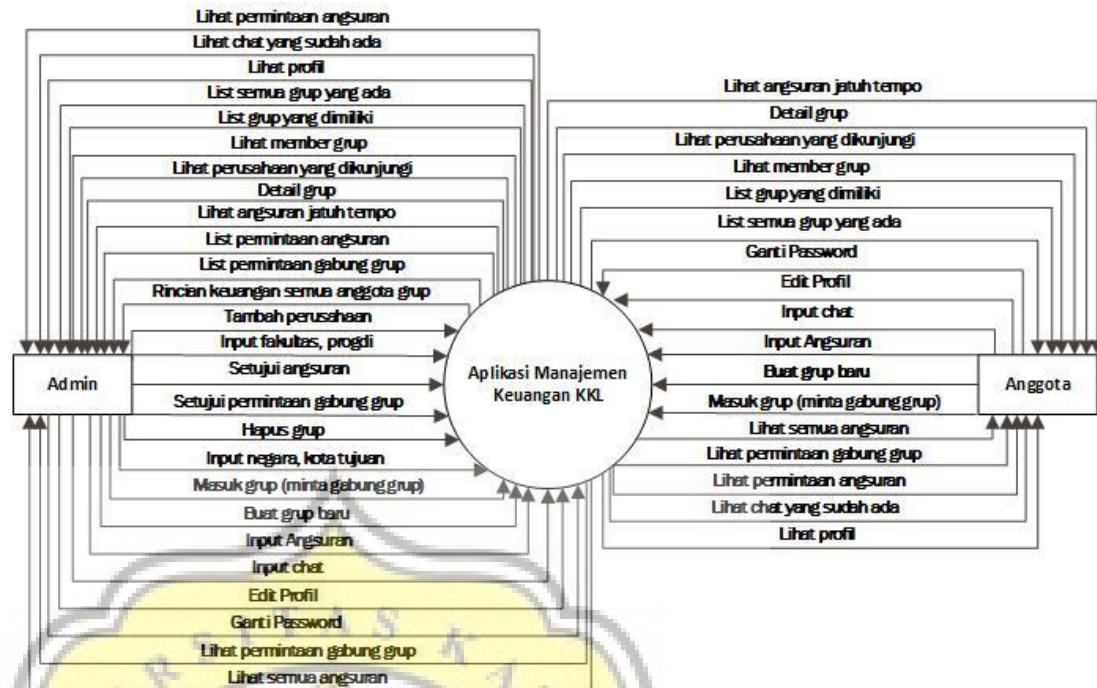 Lihat permintaan angsuran
Lihat chat yang sudah ada
Lihat profil
List semua grup yang ada
List grup yang dimiliki
Lihat member grup
Lihat perusahaan yang dikunjungi
Detail grup
Lihat angsuran jatuh tempo
List permintaan angsuran
List permintaan gabung grup
Rincian keuangan semua anggota grup
Tambah perusahaan
Input fakultas, progdi
Setujui angsuran
Setujui permintaan gabung grup
Hapus grup
Input negara, kota tujuan
Masuk grup (minta gabung grup)
Buat grup baru
Input Angsuran
Input chat
Edit Profil
Ganti Password
Lihat permintaan gabung grup
Lihat semua angsuran
Admin
Aplikasi Manajemen
Keuangan KKL
Anggota
Lihat angsuran jatuh tempo
Detail grup
Lihat perusahaan yang dikunjungi
Lihat member grup
List grup yang dimiliki
List semua grup yang ada
Ganti Password
Edit Profil
Input chat
Input Angsuran
Buat grup baru
Masuk grup (minta gabung grup)
Lihat semua angsuran
Lihat permintaan gabung grup
Lihat permintaan angsuran
Lihat chat yang sudah ada
Lihat profil
R S I T A S K A